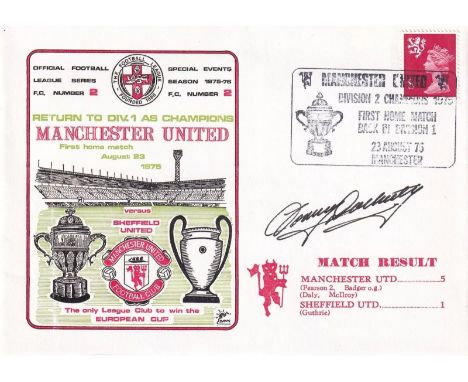 OFFICIAL FOOTBALL
LEAGUE SERIES
F.C. NUMBER 2
THE FOOTBALL LEAGUE
FOUNDED 1888
SPECIAL EVENTS
SEASON 1975-76
F.C. NUMBER 2
RETURN TO DIV.1 AS CHAMPIONS
MANCHESTER UNITED
First home match
August 23
1975
versus
SHEFFIELD
UNITED
MANCHESTER UNITED
FOOTBALL CLUB
The only League Club to win the
EUROPEAN CUP
MANCHESTER UNITED
DIVISION 2 CHAMPIONS 1975
FIRST HOME MATCH
BACK IN DIVISION 1
23 AUGUST 75
MANCHESTER
Tommy Docherty
MATCH RESULT
MANCHESTER UTD.......5
(Pearson 2, Badger o.g.)
(Daly, McIlroy)
SHEFFIELD UTD..........1
(Guthrie)